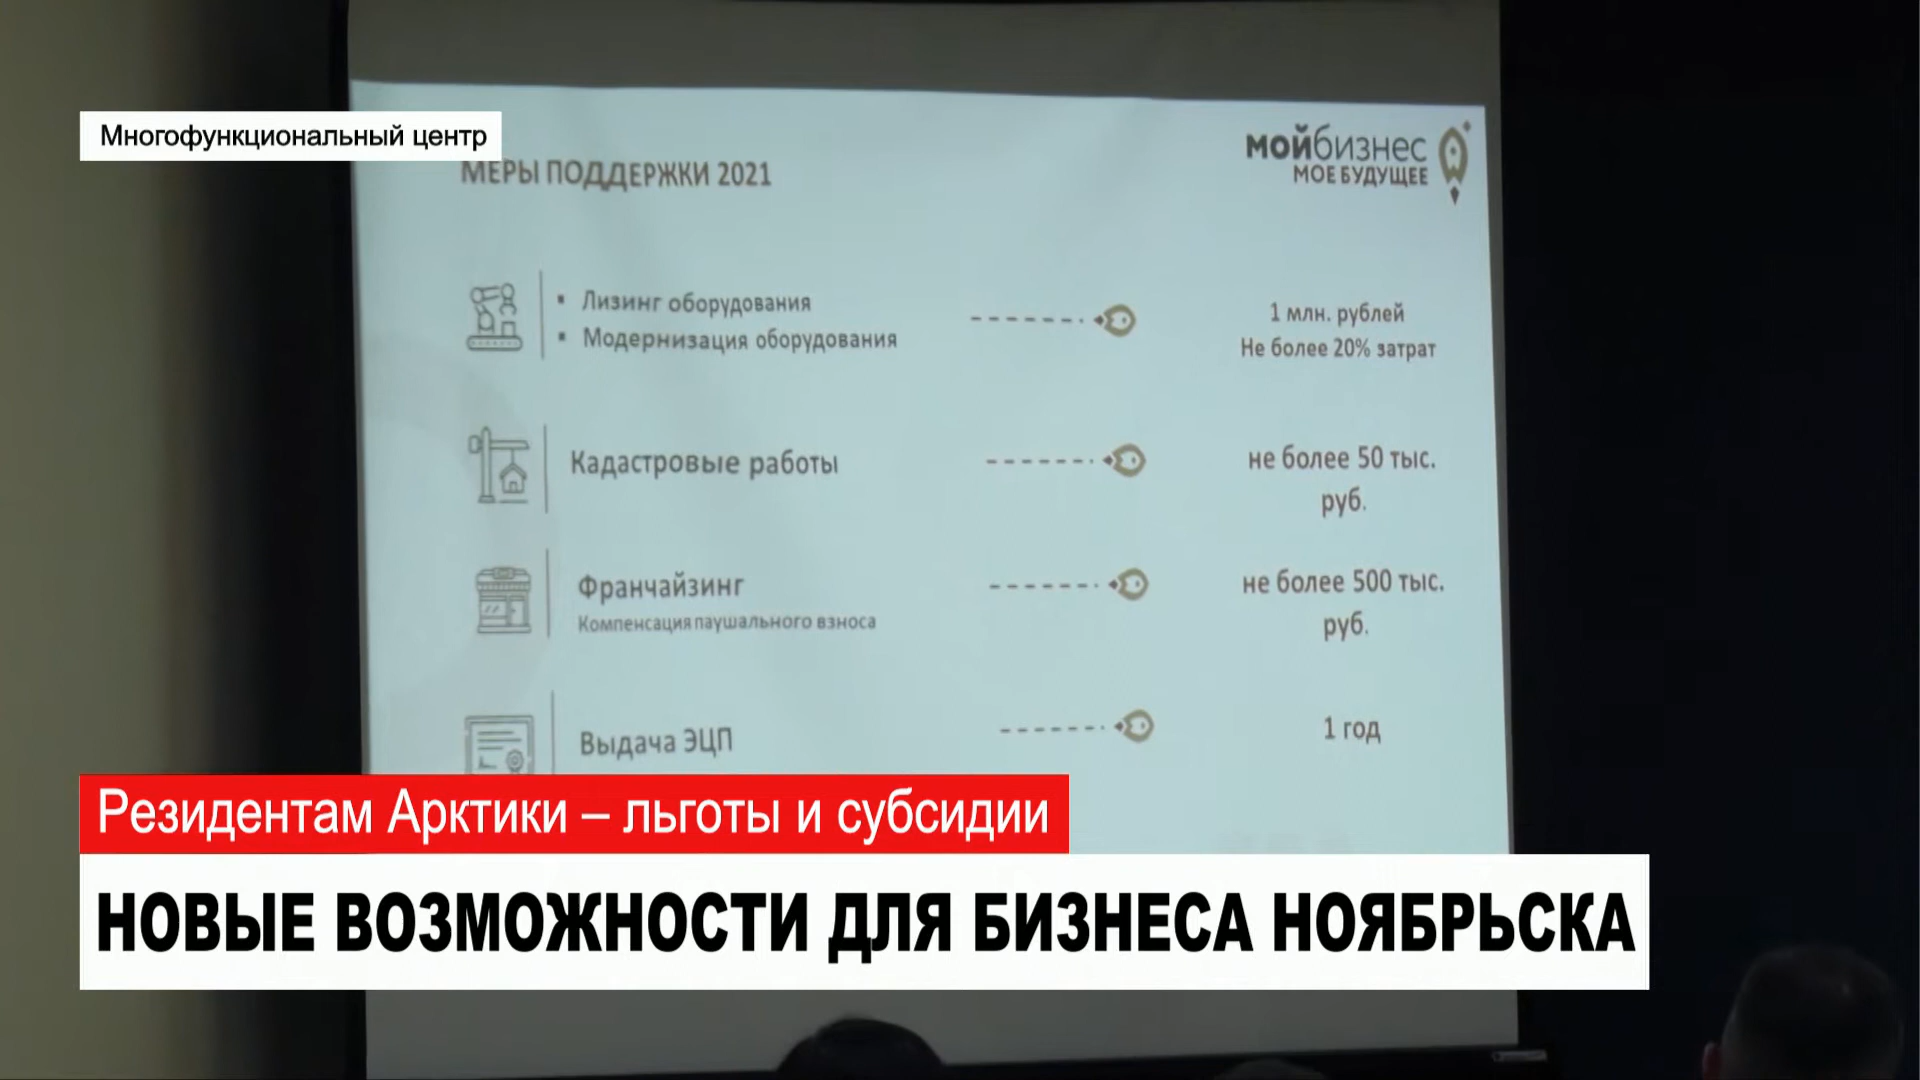 Многофункциональный центр
МЕРЫ ПОДДЕРЖКИ 2021
мойбизнес
МОЕ БУДУЩЕЕ
Лизинг оборудования
Модернизация оборудования
1 млн. рублей
Не более 20% затрат
Кадастровые работы
не более 50 тыс.
руб.
Франчайзинг
Компенсация паушального взноса
не более 500 тыс.
руб.
Выдача ЭЦП
1 год
Резидентам Арктики – льготы и субсидии
НОВЫЕ ВОЗМОЖНОСТИ ДЛЯ БИЗНЕСА НОЯБРЬСКА